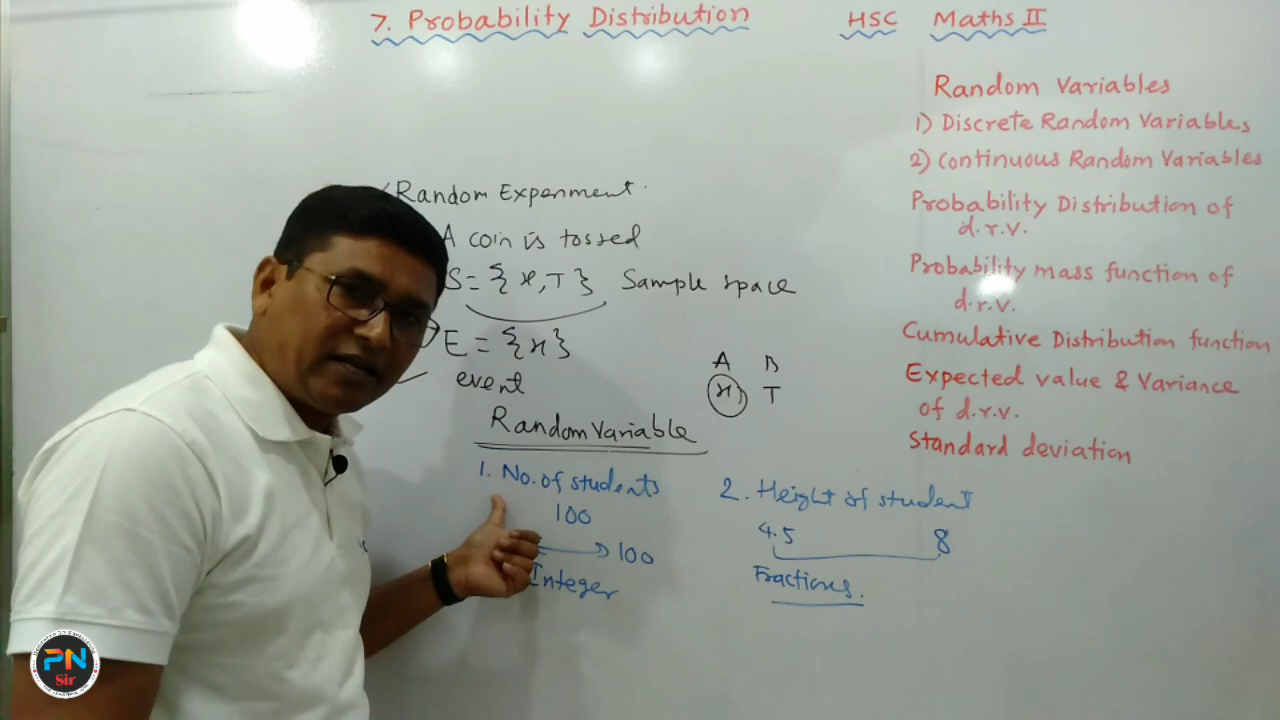 7. Probability Distribution HSC Maths II
Random Variables
1) Discrete Random Variables
2) Continuous Random Variables
Probability Distribution of
d.r.v.
Probability mass function of
d.r.v.
Cumulative Distribution function
Expected value & Variance
of d.r.v.
Standard deviation
Random Experiment.
A coin is tossed
S = {H, T} Sample space
E = {H}
event
A B
H T
Random Variable
1. No. of students
100
100
Integer
2. Height of student
4.5 8
Fractions.
PN
Sir